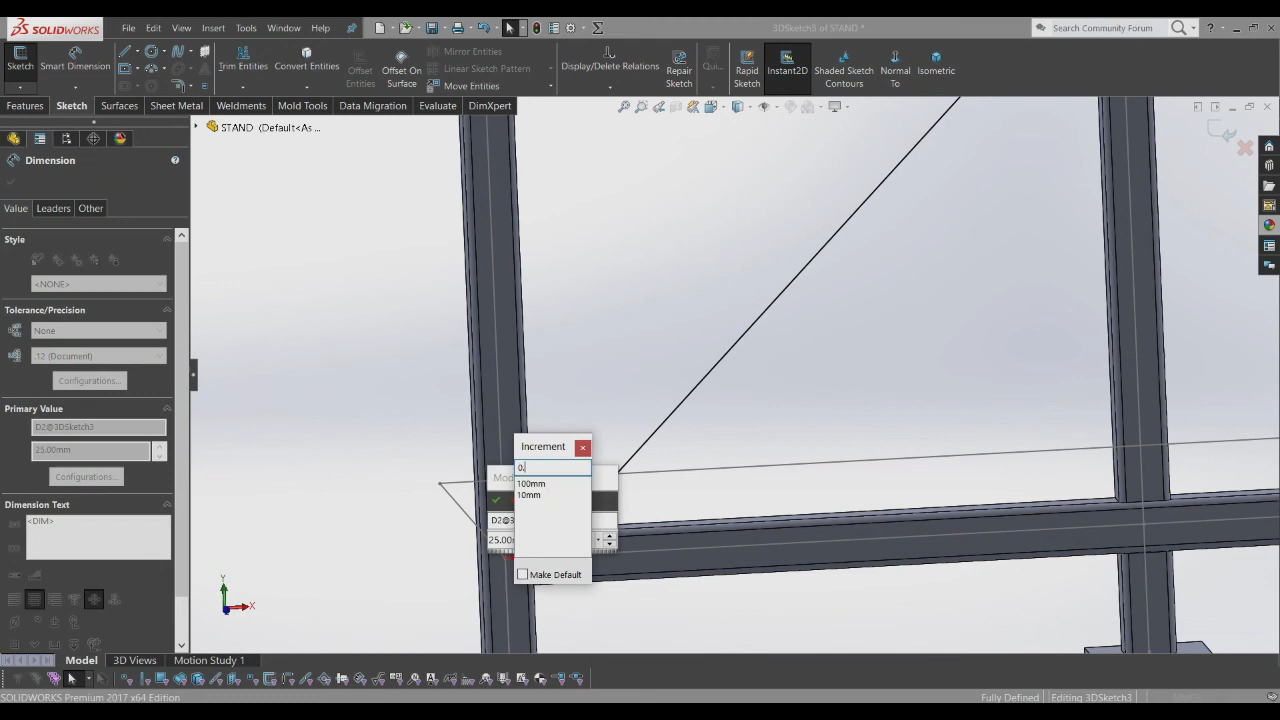 SOLIDWORKS
File
Edit
View
Insert
Tools
Window
Help
3DSketch3 of STAND *
Search Community Forum
Sketch
Smart Dimension
Trim Entities
Convert Entities
Offset Entities
Offset On Surface
Mirror Entities
Linear Sketch Pattern
Move Entities
Display/Delete Relations
Repair Sketch
Qui...
Rapid Sketch
Instant2D
Shaded Sketch Contours
Normal To
Isometric
Features
Sketch
Surfaces
Sheet Metal
Weldments
Mold Tools
Data Migration
Evaluate
DimXpert
STAND (Default<As ...
Dimension
Value
Leaders
Other
Style
<NONE>
Tolerance/Precision
None
.12 (Document)
Configurations...
Primary Value
D2@3DSketch3
25.00mm
Configurations...
Dimension Text
<DIM>
Increment
0.
100mm
10mm
Make Default
Mod
D2@3
25.00
Y
X
Model
3D Views
Motion Study 1
SOLIDWORKS Premium 2017 x64 Edition
Fully Defined
Editing 3DSketch3